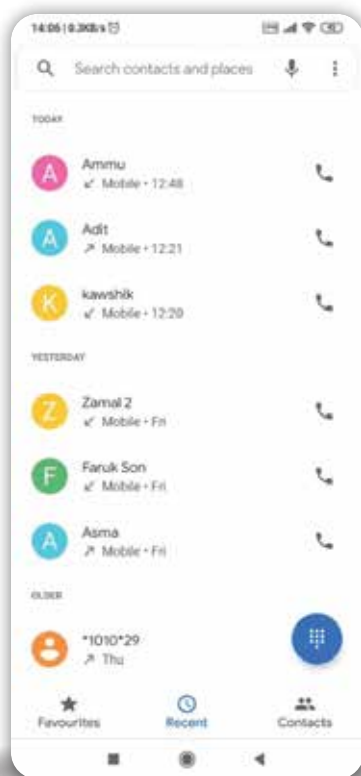 14:05 | 0.3KB/s
Search contacts and places
TODAY
A
Ammu
↙ Mobile • 12:48
A
Adit
↗ Mobile • 12:21
K
kawshik
↙ Mobile • 12:20
YESTERDAY
Z
Zamal 2
↙ Mobile • Fri
F
Faruk Son
↙ Mobile • Fri
A
Asma
↗ Mobile • Fri
OLDER
*1010*29
↗ Thu
Favourites
Recent
Contacts